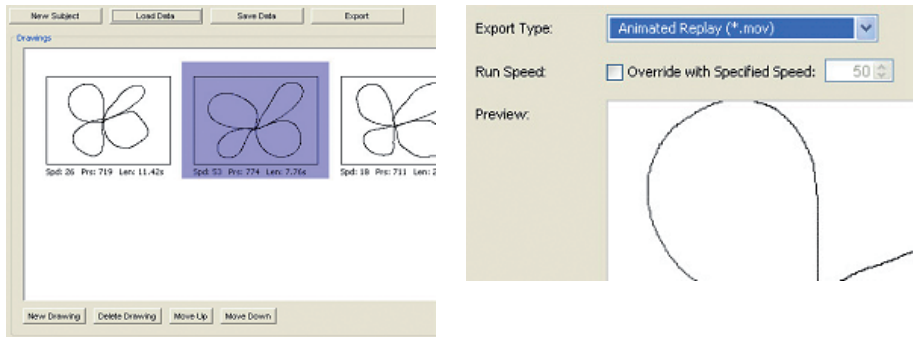 New Subject Load Data Save Data Export
Drawings
Spd: 26 Prs: 719 Len: 11.42s Spd: 53 Prs: 774 Len: 7.76s Spd: 18 Prs: 711 Len: 2
New Drawing Delete Drawing Move Up Move Down
Export Type: Animated Replay (*.mov)
Run Speed: Override with Specified Speed: 50
Preview: